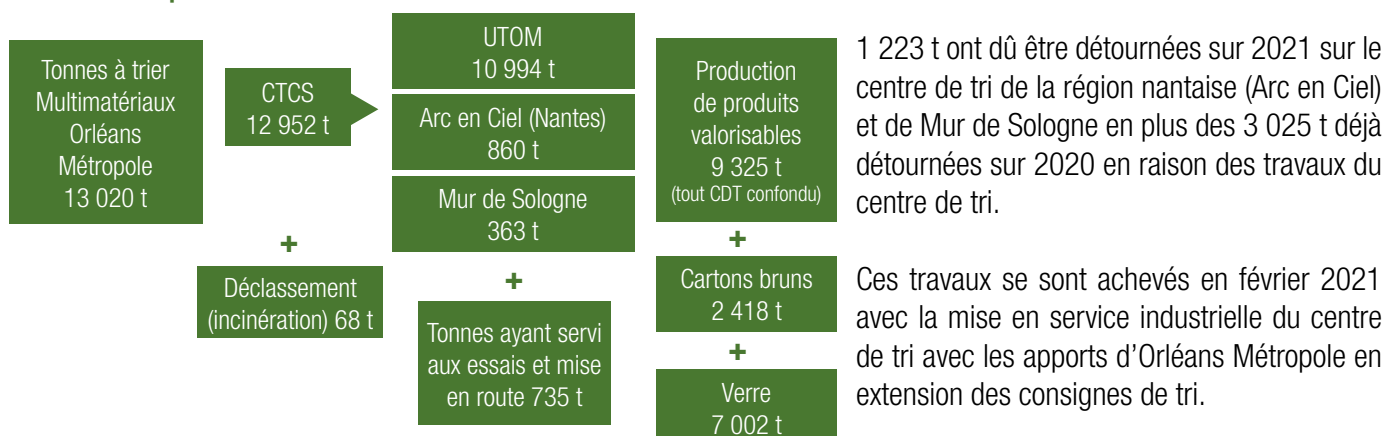 Tonnes à trier
Multimatériaux
Orléans
Métropole
13 020 t
CTCS
12 952 t
+
Déclassement
(incinération) 68 t
UTOM
10 994 t
Arc en Ciel (Nantes)
860 t
Mur de Sologne
363 t
+
Tonnes ayant servi
aux essais et mise
en route 735 t
Production
de produits
valorisables
9 325 t
(tout CDT confondu)
+
Cartons bruns
2 418 t
+
Verre
7 002 t
1 223 t ont dû être détournées sur 2021 sur le
centre de tri de la région nantaise (Arc en Ciel)
et de Mur de Sologne en plus des 3 025 t déjà
détournées sur 2020 en raison des travaux du
centre de tri.
Ces travaux se sont achevés en février 2021
avec la mise en service industrielle du centre
de tri avec les apports d’Orléans Métropole en
extension des consignes de tri.